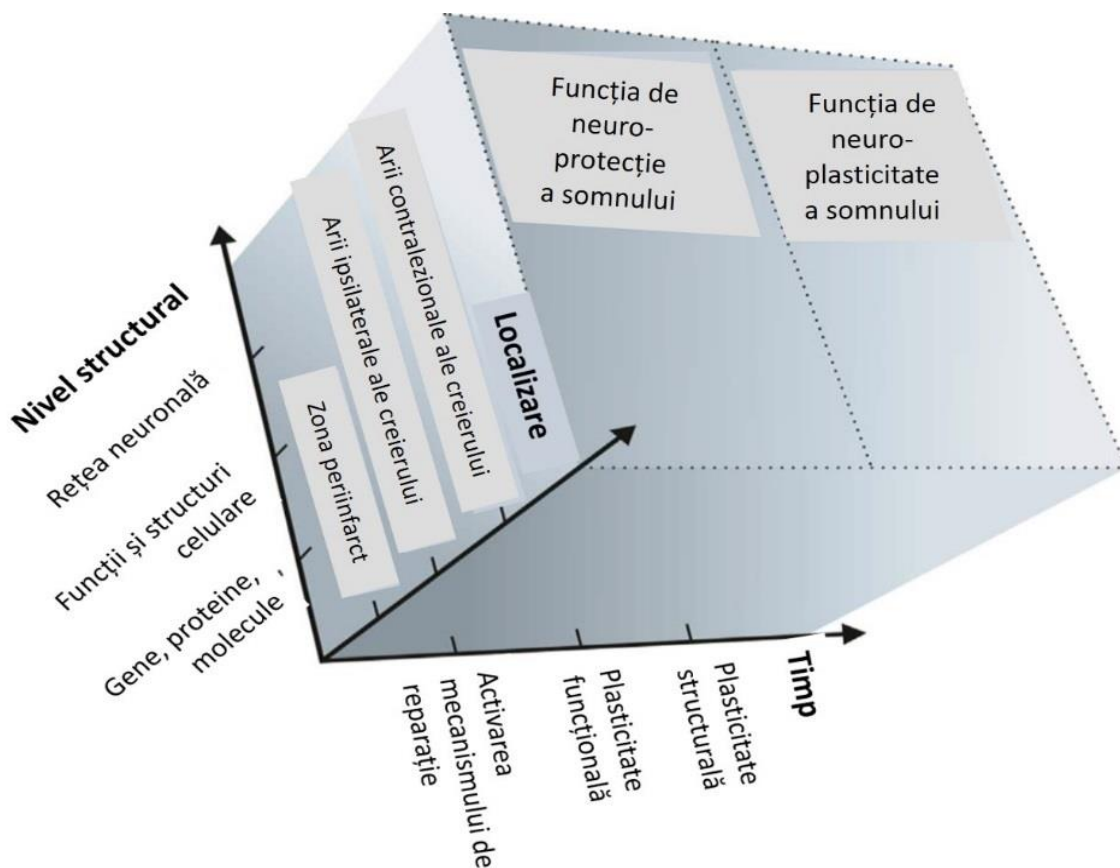 Funcția de
neuro-
protecție
a somnului
Funcția de
neuro-
plasticitate
a somnului
Arii contralezionale ale creierului
Arii ipsilaterale ale creierului
Zona periinfarct
Localizare
Nivel structural
Rețea neuronală
Funcții și structuri
celulare
Gene, proteine,
molecule
Activarea
mecanismului de
reparație
Plasticitate
funcțională
Plasticitate
structurală
Timp